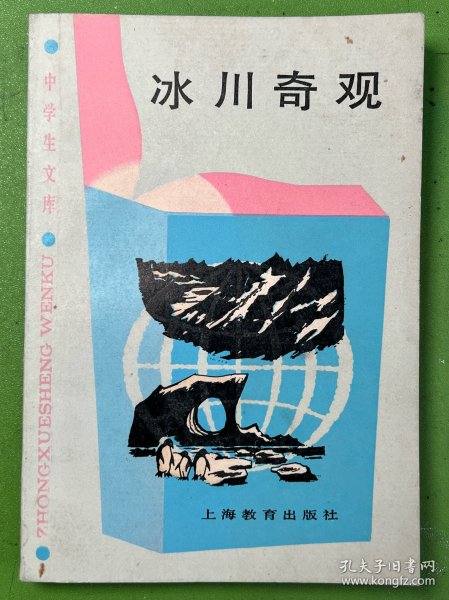 冰川奇观
中学生文库
ZHONGXUESHENG WENKU
上海教育出版社
孔夫子旧书网
www.kongfz.com